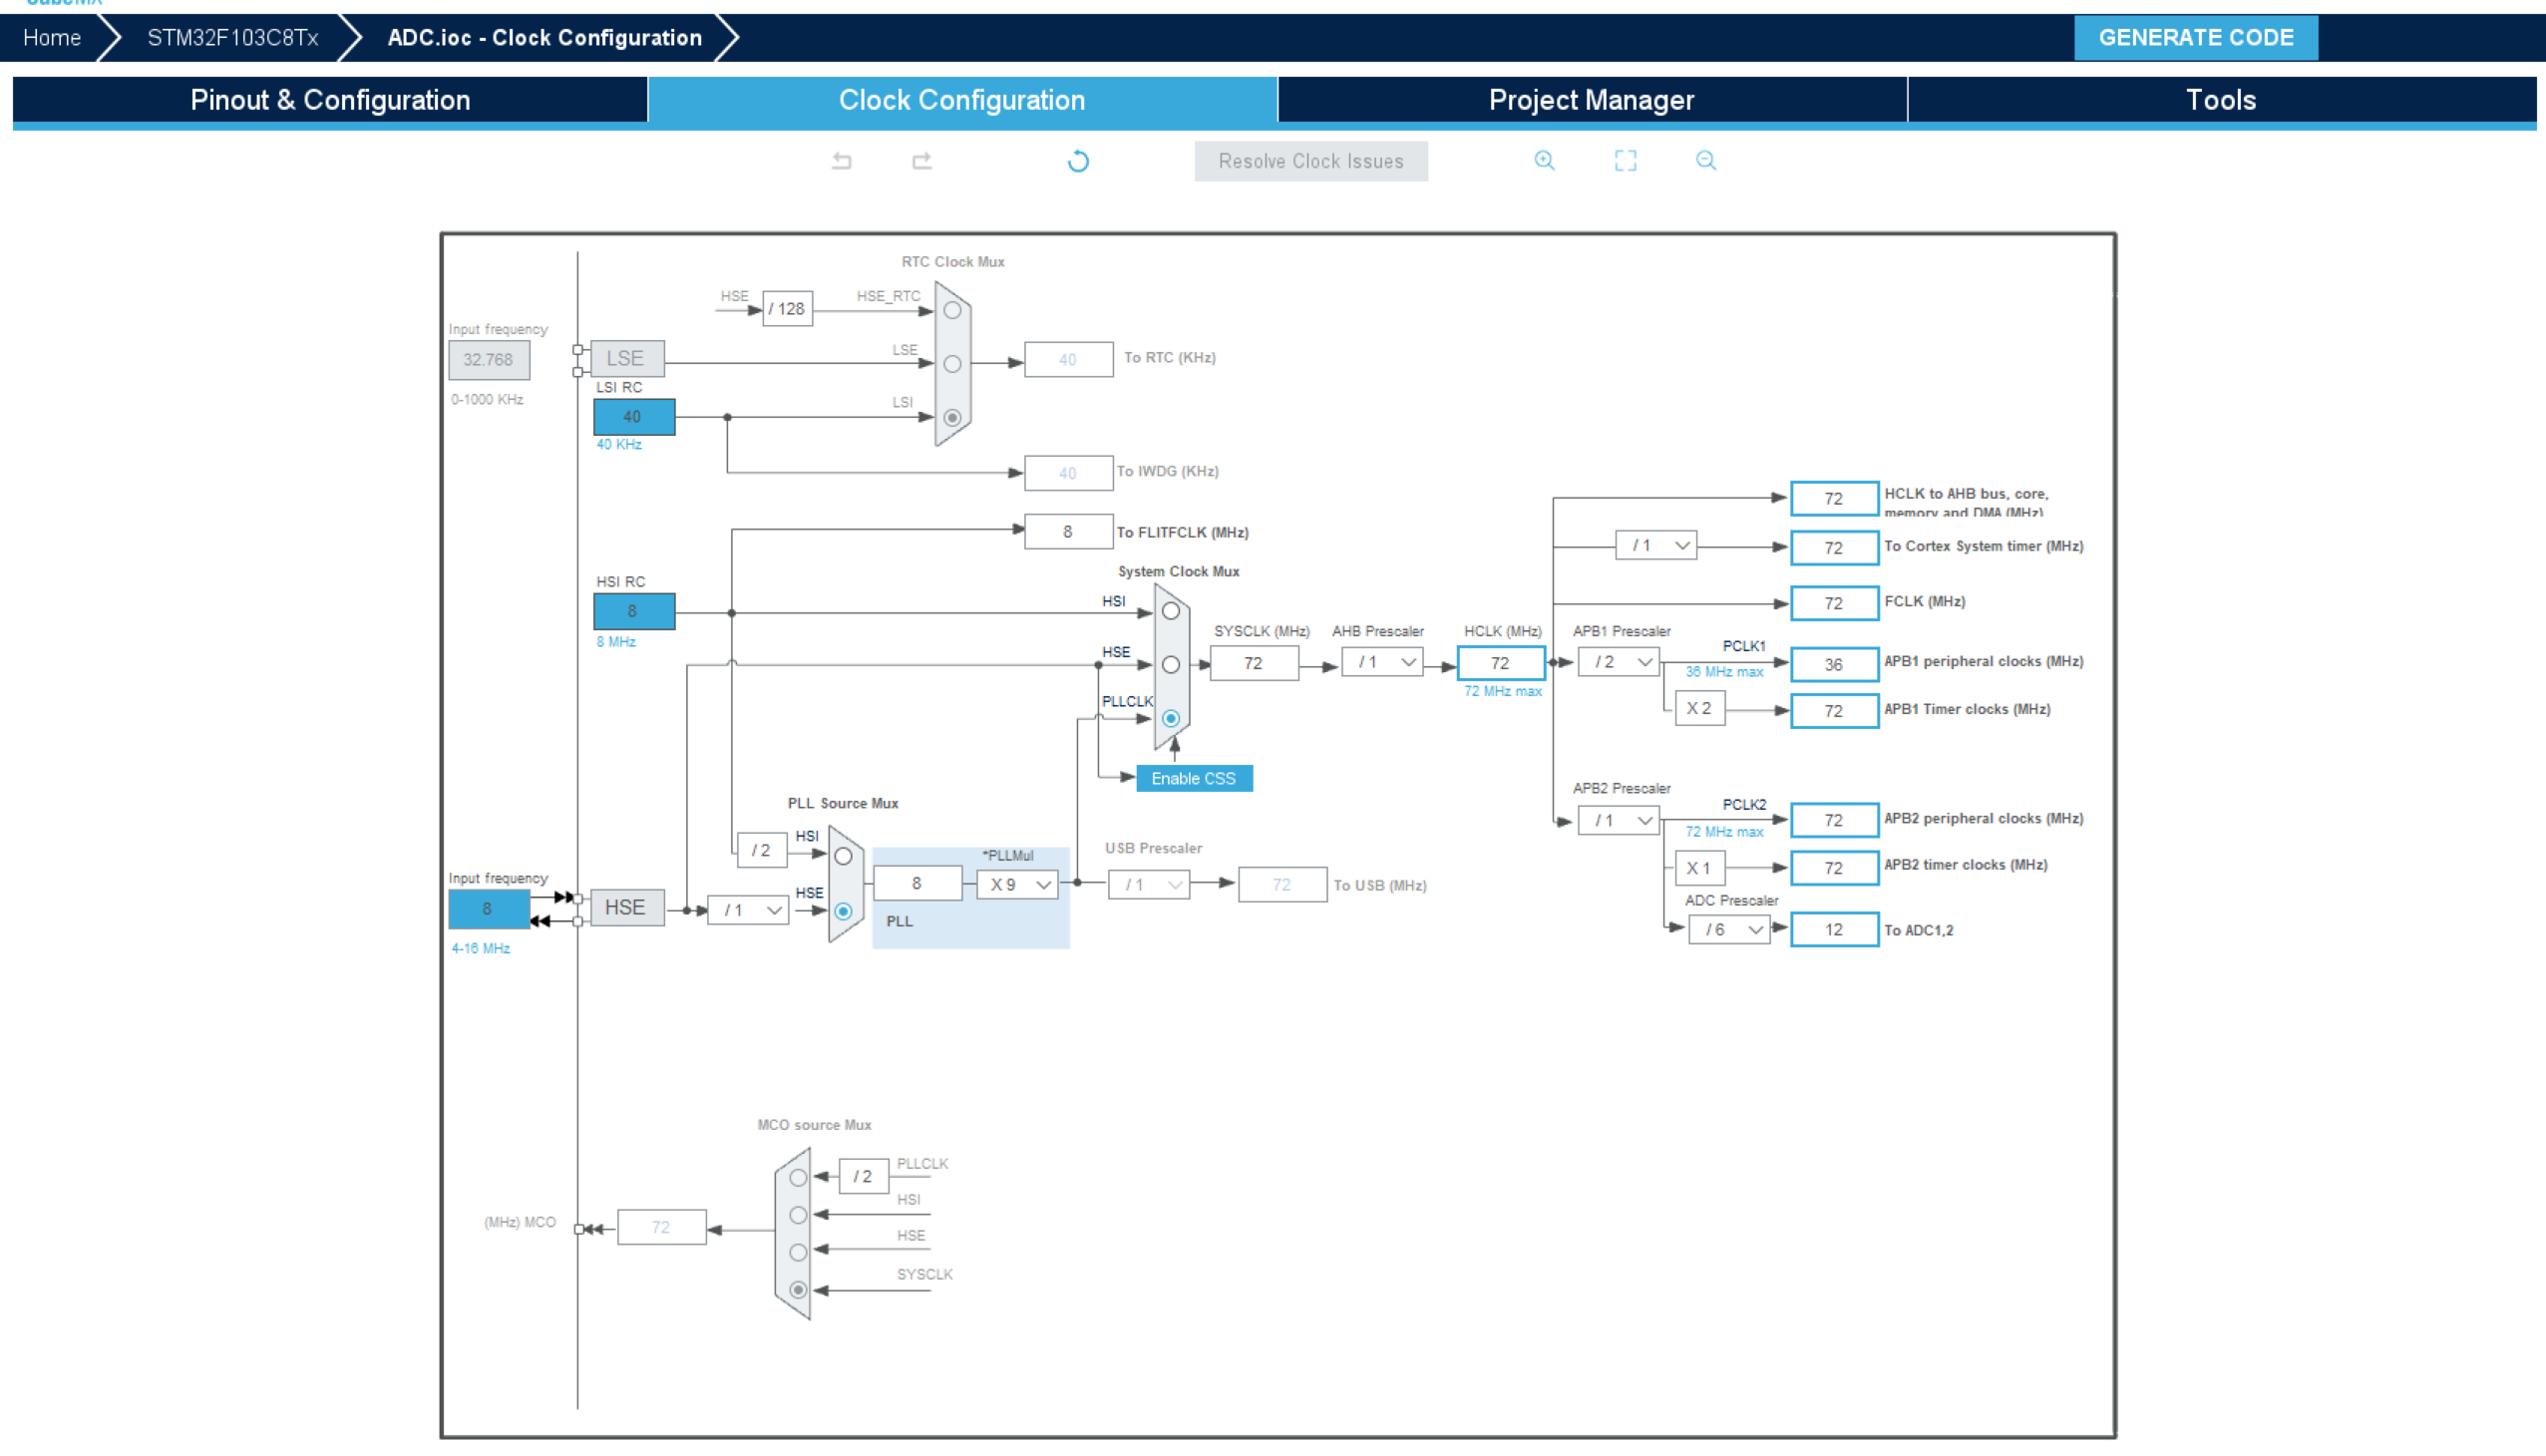 CubeMX
Home
STM32F103C8Tx
ADC.ioc - Clock Configuration
GENERATE CODE
Pinout & Configuration
Clock Configuration
Project Manager
Tools
Resolve Clock Issues
RTC Clock Mux
HSE
/ 128
HSE_RTC
Input frequency
32.768
0-1000 KHz
LSE
LSE
40
To RTC (KHz)
LSI RC
40
40 KHz
LSI
40
To IWDG (KHz)
8
To FLITFCLK (MHz)
HSI RC
8
8 MHz
System Clock Mux
HSI
HSE
PLLCLK
Enable CSS
SYSCLK (MHz)
72
AHB Prescaler
/ 1
HCLK (MHz)
72
72 MHz max
72
HCLK to AHB bus, core,
memory and DMA (MHz)
/ 1
72
To Cortex System timer (MHz)
72
FCLK (MHz)
APB1 Prescaler
/ 2
PCLK1
36 MHz max
36
APB1 peripheral clocks (MHz)
X 2
72
APB1 Timer clocks (MHz)
APB2 Prescaler
/ 1
PCLK2
72 MHz max
72
APB2 peripheral clocks (MHz)
X 1
72
APB2 timer clocks (MHz)
ADC Prescaler
/ 6
12
To ADC1,2
PLL Source Mux
/ 2
HSI
Input frequency
8
4-16 MHz
HSE
/ 1
HSE
8
*PLLMul
X 9
PLL
USB Prescaler
/ 1
72
To USB (MHz)
MCO source Mux
/ 2
PLLCLK
HSI
HSE
SYSCLK
(MHz) MCO
72